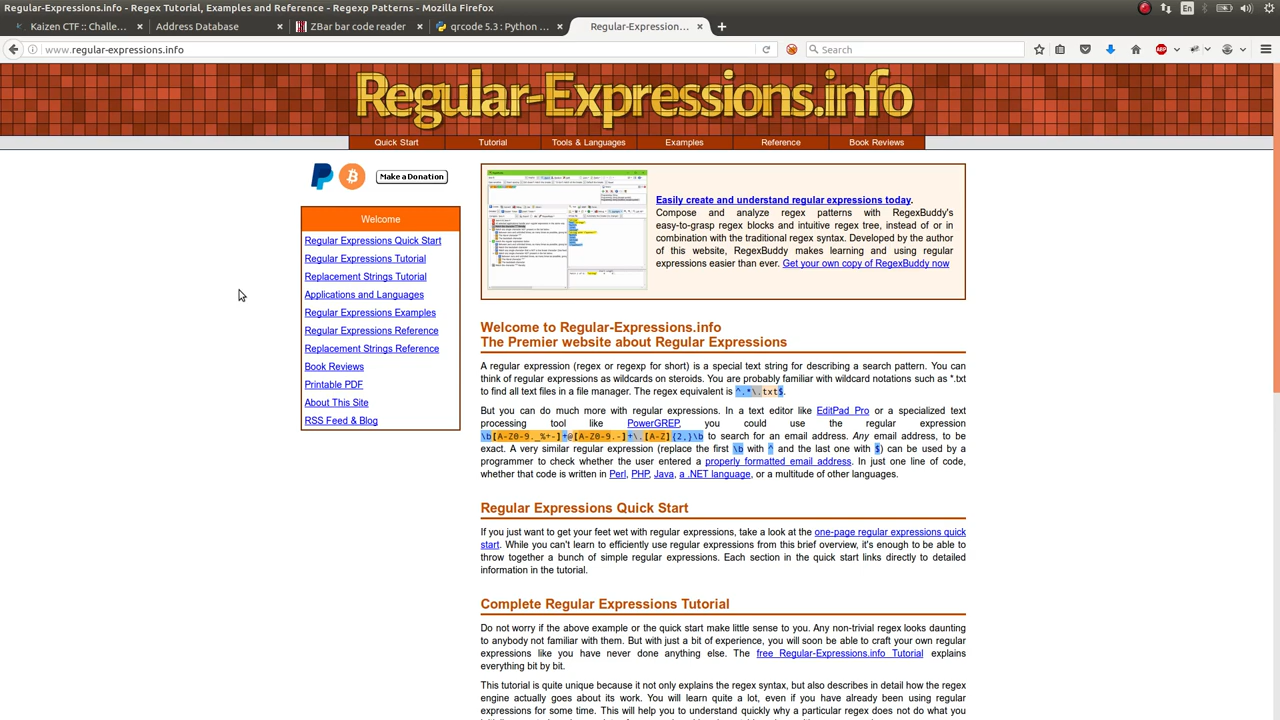 Regular-Expressions.info - Regex Tutorial, Examples and Reference - Regexp Patterns - Mozilla Firefox
En
Kaizen CTF :: Challe...
Address Database
ZBar bar code reader
qrcode 5.3 : Python ...
Regular-Expression...
www.regular-expressions.info
Search
ABP
Regular-Expressions.info
Quick Start
Tutorial
Tools & Languages
Examples
Reference
Book Reviews
Make a Donation
Welcome
Regular Expressions Quick Start
Regular Expressions Tutorial
Replacement Strings Tutorial
Applications and Languages
Regular Expressions Examples
Regular Expressions Reference
Replacement Strings Reference
Book Reviews
Printable PDF
About This Site
RSS Feed & Blog
Easily create and understand regular expressions today.
Compose and analyze regex patterns with RegexBuddy's
easy-to-grasp regex blocks and intuitive regex tree, instead of or in
combination with the traditional regex syntax. Developed by the author
of this website, RegexBuddy makes learning and using regular
expressions easier than ever. Get your own copy of RegexBuddy now
Welcome to Regular-Expressions.info
The Premier website about Regular Expressions
A regular expression (regex or regexp for short) is a special text string for describing a search pattern. You can
think of regular expressions as wildcards on steroids. You are probably familiar with wildcard notations such as *.txt
to find all text files in a file manager. The regex equivalent is ^.*\.txt$.
But you can do much more with regular expressions. In a text editor like EditPad Pro or a specialized text
processing tool like PowerGREP, you could use the regular expression
\b[A-Z0-9._%+-]+@[A-Z0-9.-]+\.[A-Z]{2,}\b to search for an email address. Any email address, to be
exact. A very similar regular expression (replace the first \b with ^ and the last one with $) can be used by a
programmer to check whether the user entered a properly formatted email address. In just one line of code,
whether that code is written in Perl, PHP, Java, a .NET language, or a multitude of other languages.
Regular Expressions Quick Start
If you just want to get your feet wet with regular expressions, take a look at the one-page regular expressions quick
start. While you can't learn to efficiently use regular expressions from this brief overview, it's enough to be able to
throw together a bunch of simple regular expressions. Each section in the quick start links directly to detailed
information in the tutorial.
Complete Regular Expressions Tutorial
Do not worry if the above example or the quick start make little sense to you. Any non-trivial regex looks daunting
to anybody not familiar with them. But with just a bit of experience, you will soon be able to craft your own regular
expressions like you have never done anything else. The free Regular-Expressions.info Tutorial explains
everything bit by bit.
This tutorial is quite unique because it not only explains the regex syntax, but also describes in detail how the regex
engine actually goes about its work. You will learn quite a lot, even if you have already been using regular
expressions for some time. This will help you to understand quickly why a particular regex does not do what you